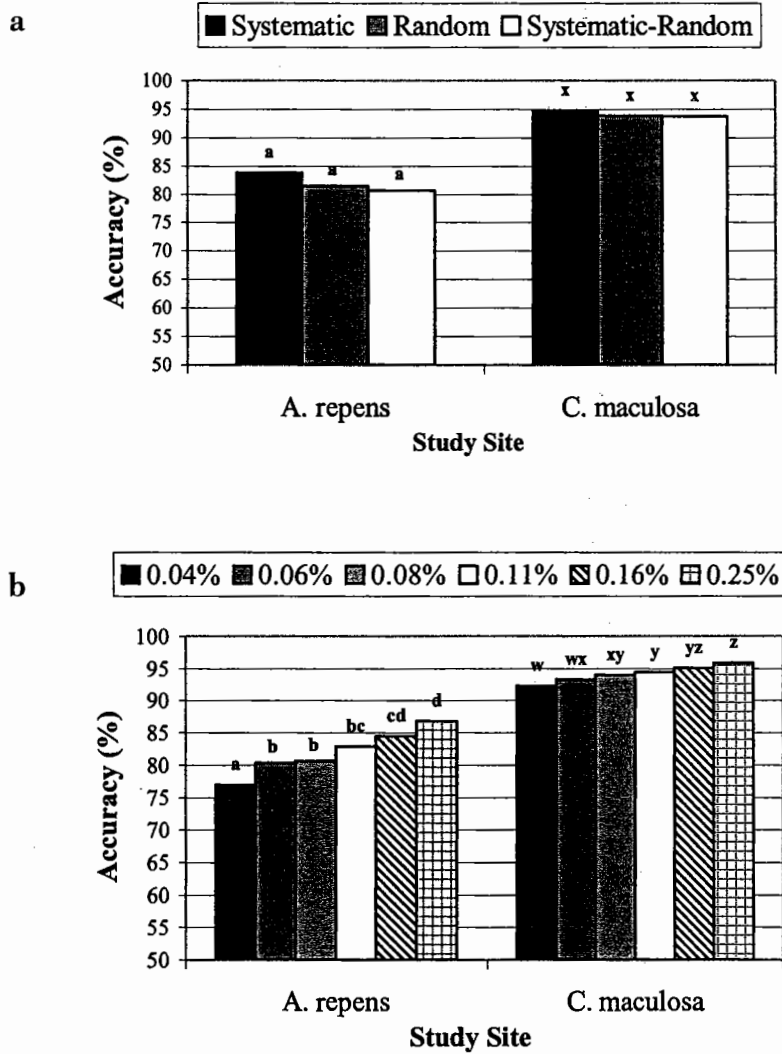 a
Systematic Random Systematic-Random
100
95
90
85
80
75
70
65
60
55
50
Accuracy (%)
a a a
x x x
A. repens C. maculosa
Study Site
b
0.04% 0.06% 0.08% 0.11% 0.16% 0.25%
100
95
90
85
80
75
70
65
60
55
50
Accuracy (%)
a b b bc cd d
w wx xy y yz z
A. repens C. maculosa
Study Site